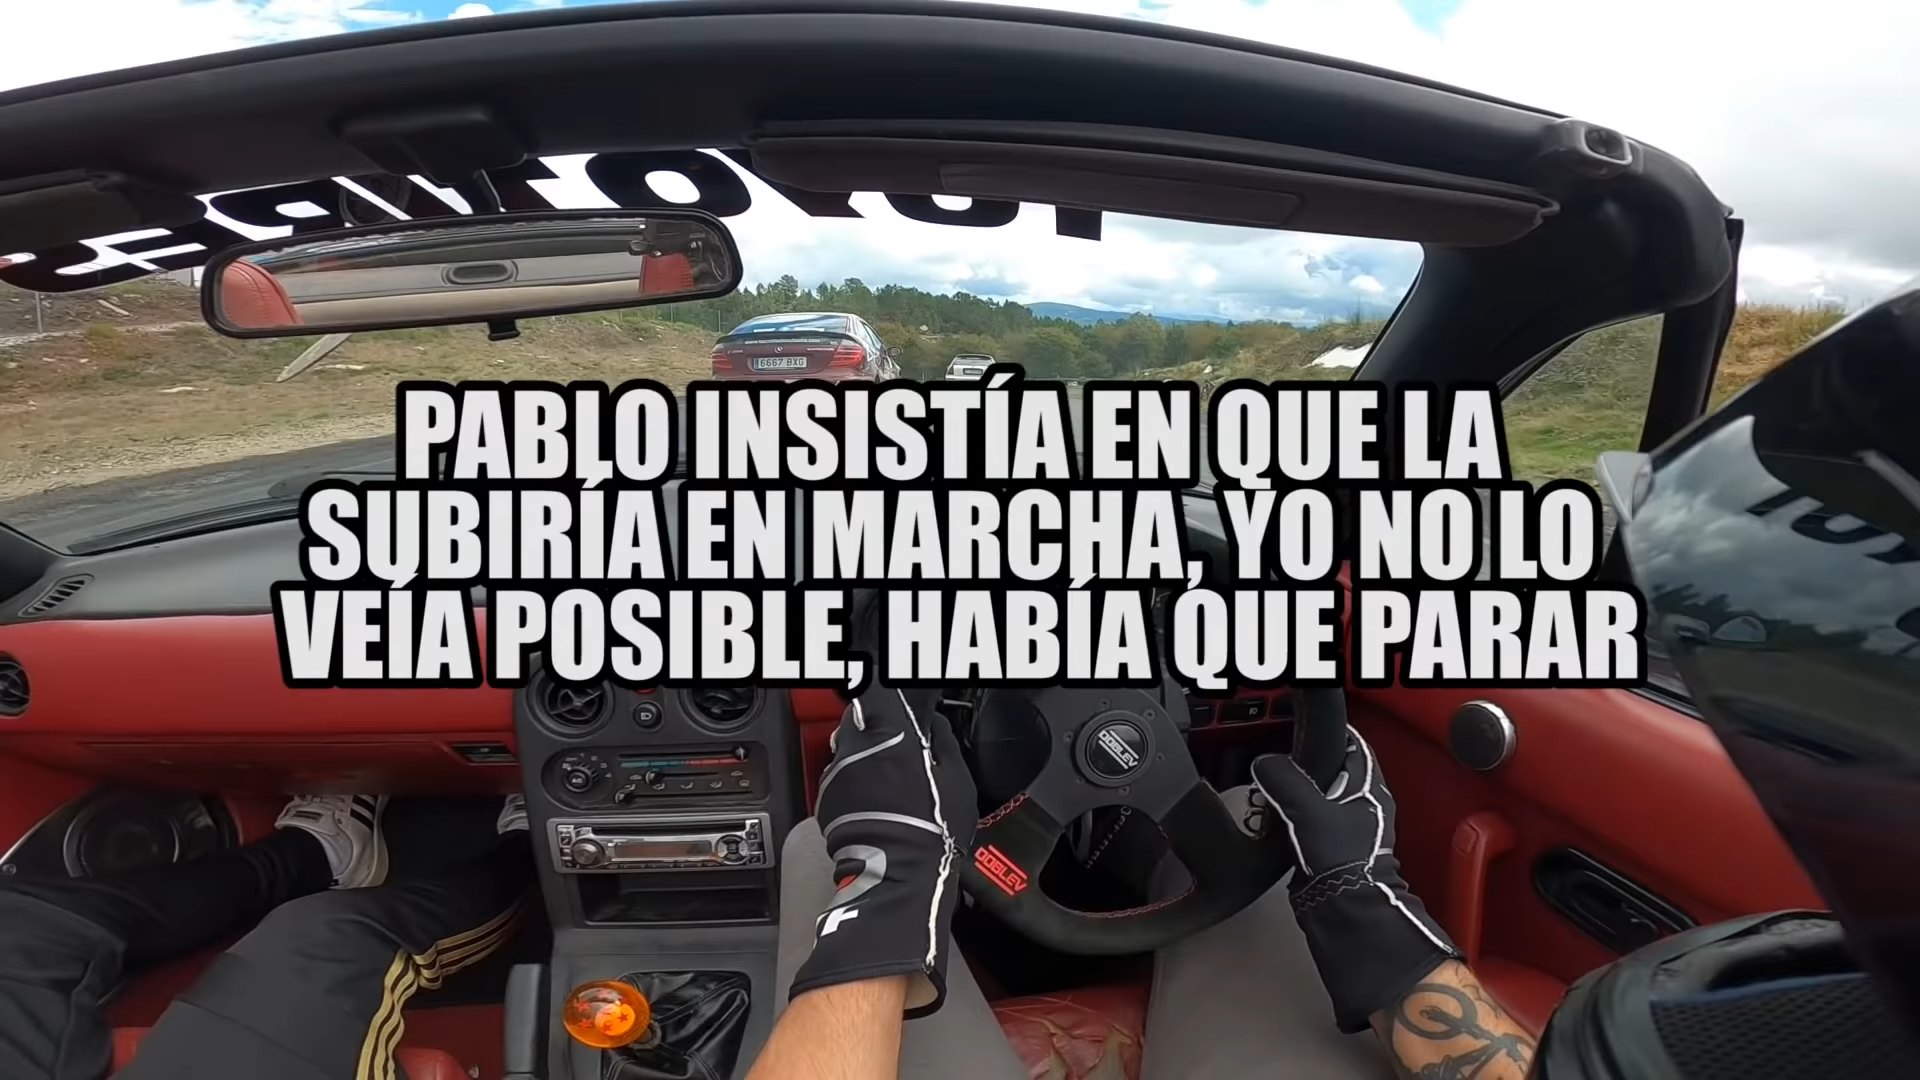 6667 BXG
PABLO INSISTÍA EN QUE LA
SUBIRÍA EN MARCHA, YO NO LO
VEÍA POSIBLE, HABÍA QUE PARAR
DOBLEV
DOBLEV
A/C